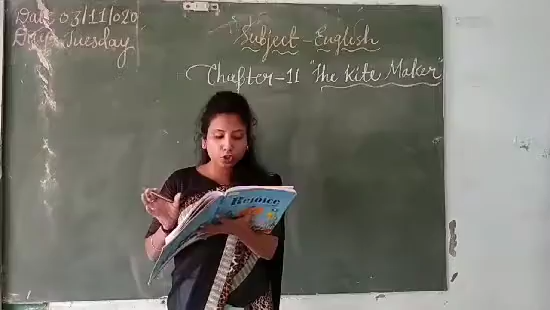 Date 03/11/020
Day-Tuesday
Subject - English
Chapter-11 "The Kite Maker"
Rejoice